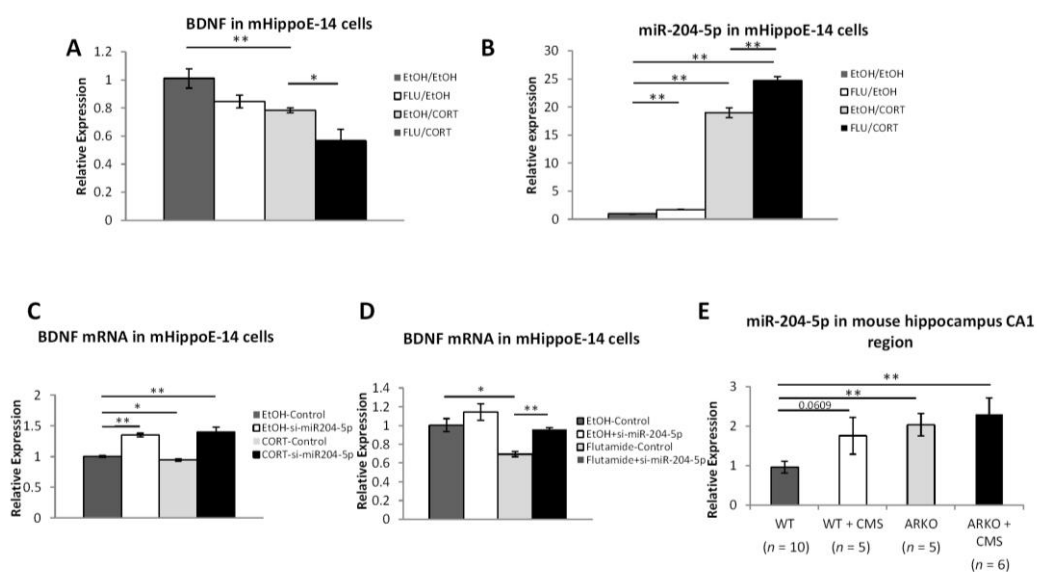 A
BDNF in mHippoE-14 cells
**
*
Relative Expression
1.2
1
0.8
0.6
0.4
0.2
0
EtOH/EtOH
FLU/EtOH
EtOH/CORT
FLU/CORT
B
miR-204-5p in mHippoE-14 cells
**
**
**
**
Relative expression
30
25
20
15
10
5
0
EtOH/EtOH
FLU/EtOH
EtOH/CORT
FLU/CORT
C
BDNF mRNA in mHippoE-14 cells
**
*
**
Relative Expression
2
1.5
1
0.5
0
EtOH-Control
EtOH-si-miR204-5p
CORT-Control
CORT-si-miR204-5p
D
BDNF mRNA in mHippoE-14 cells
*
**
Relative Expression
1.4
1.2
1
0.8
0.6
0.4
0.2
0
EtOH-Control
EtOH+si-miR-204-5p
Flutamide-Control
Flutamide+si-miR-204-5p
E
miR-204-5p in mouse hippocampus CA1
region
**
**
0.0609
Relative Expression
3
2
1
0
WT
(n = 10)
WT + CMS
(n = 5)
ARKO
(n = 5)
ARKO +
CMS
(n = 6)